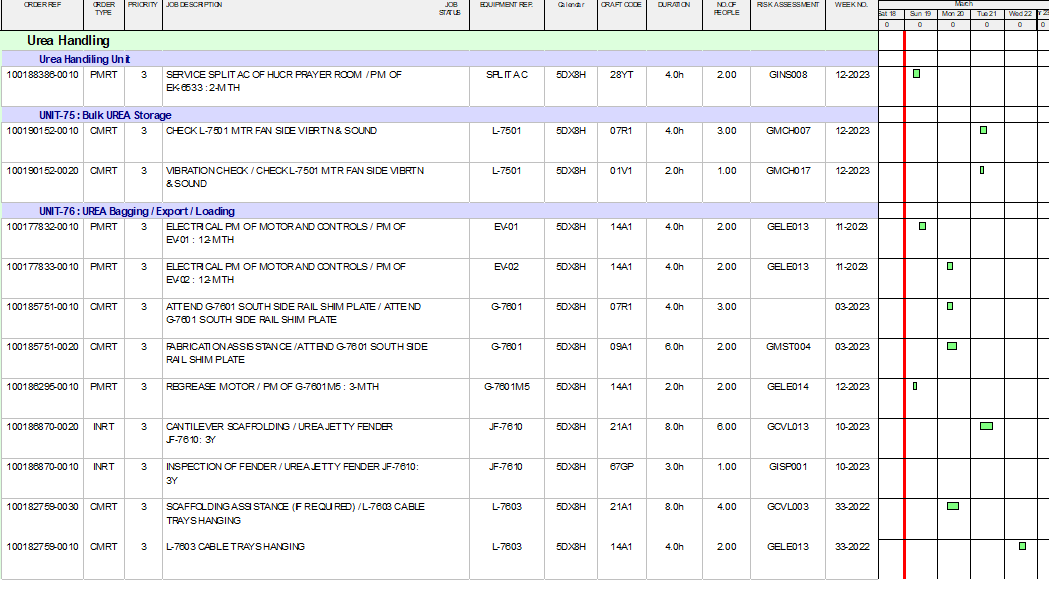 ORDER REF ORDER TYPE PRIORITY JOB DESCRIPTION JOB STATUS EQUIPMENT REF. Calendar CRAFT CODE DURATION NO.OF PEOPLE RISK ASSESSMENT WEEK NO. March
Sat 18 Sun 19 Mon 20 Tue 21 Wed 22
0 0 0 0 0 0
Urea Handling
Urea Handiling Unit
100188386-0010 PMRT 3 SERVICE SPLIT AC OF HUCR PRAYER ROOM / PM OF SPLIT AC 5DX8H 28YT 4.0h 2.00 GINS008 12-2023
EK-6533 : 2-MTH
UNIT-75 : Bulk UREA Storage
100190152-0010 CMRT 3 CHECK L-7501 MTR FAN SIDE VIBRTN & SOUND L-7501 5DX8H 07R1 4.0h 3.00 GMCH007 12-2023
100190152-0020 CMRT 3 VIBRATION CHECK / CHECK L-7501 MTR FAN SIDE VIBRTN L-7501 5DX8H 01V1 2.0h 1.00 GMCH017 12-2023
& SOUND
UNIT-76 : UREA Bagging / Export / Loading
100177832-0010 PMRT 3 ELECTRICAL PM OF MOTOR AND CONTROLS / PM OF EV-01 5DX8H 14A1 4.0h 2.00 GELE013 11-2023
EV-01 : 12-MTH
100177833-0010 PMRT 3 ELECTRICAL PM OF MOTOR AND CONTROLS / PM OF EV-02 5DX8H 14A1 4.0h 2.00 GELE013 11-2023
EV-02 : 12-MTH
100185751-0010 CMRT 3 ATTEND G-7601 SOUTH SIDE RAIL SHIM PLATE / ATTEND G-7601 5DX8H 07R1 4.0h 3.00 03-2023
G-7601 SOUTH SIDE RAIL SHIM PLATE
100185751-0020 CMRT 3 FABRICATION ASSISSTANCE / ATTEND G-7601 SOUTH SIDE G-7601 5DX8H 09A1 6.0h 2.00 GMST004 03-2023
RAIL SHIM PLATE
100186295-0010 PMRT 3 REGREASE MOTOR / PM OF G-7601M5 : 3-MTH G-7601M5 5DX8H 14A1 2.0h 2.00 GELE014 12-2023
100186870-0020 INRT 3 CANTILEVER SCAFFOLDING / UREA JETTY FENDER JF-7610 5DX8H 21A1 8.0h 6.00 GCVL013 10-2023
JF-7610 : 3Y
100186870-0010 INRT 3 INSPECTION OF FENDER / UREA JETTY FENDER JF-7610 : JF-7610 5DX8H 67GP 3.0h 1.00 GISP001 10-2023
3Y
100182759-0030 CMRT 3 SCAFFOLDING ASSISTANCE (IF REQUIRED) / L-7603 CABLE L-7603 5DX8H 21A1 8.0h 4.00 GCVL003 33-2022
TRAYS HANGING
100182759-0010 CMRT 3 L-7603 CABLE TRAYS HANGING L-7603 5DX8H 14A1 4.0h 2.00 GELE013 33-2022